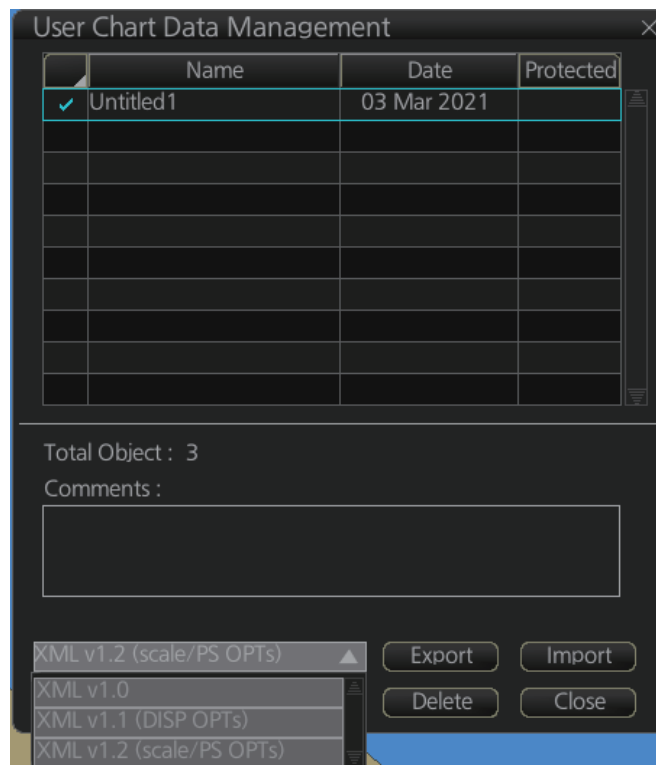 User Chart Data Management
Name Date Protected
Untitled1 03 Mar 2021
Total Object : 3
Comments :
XML v1.2 (scale/PS OPTs) Export Import
XML v1.0
Delete Close
XML v1.1 (DISP OPTs)
XML v1.2 (scale/PS OPTs)